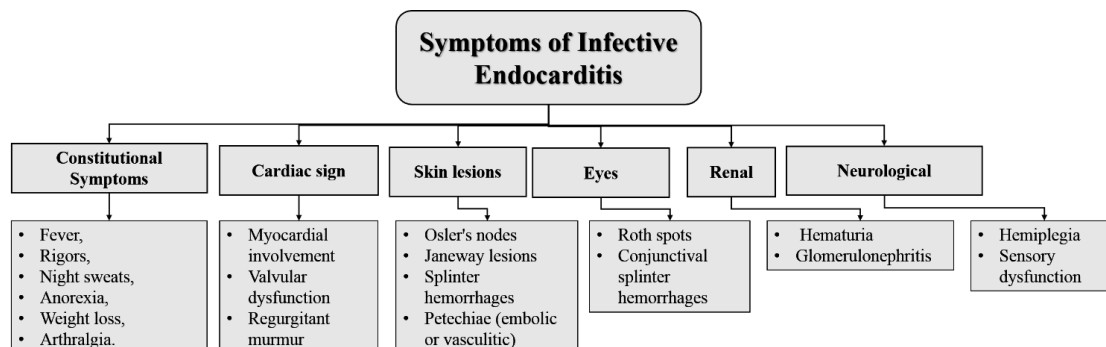 Symptoms of Infective
Endocarditis
Constitutional
Symptoms
Cardiac sign
Skin lesions
Eyes
Renal
Neurological
• Fever,
• Rigors,
• Night sweats,
• Anorexia,
• Weight loss,
• Arthralgia.
• Myocardial
involvement
• Valvular
dysfunction
• Regurgitant
murmur
• Osler's nodes
• Janeway lesions
• Splinter
hemorrhages
• Petechiae (embolic
or vasculitic)
• Roth spots
• Conjunctival
splinter
hemorrhages
• Hematuria
• Glomerulonephritis
• Hemiplegia
• Sensory
dysfunction